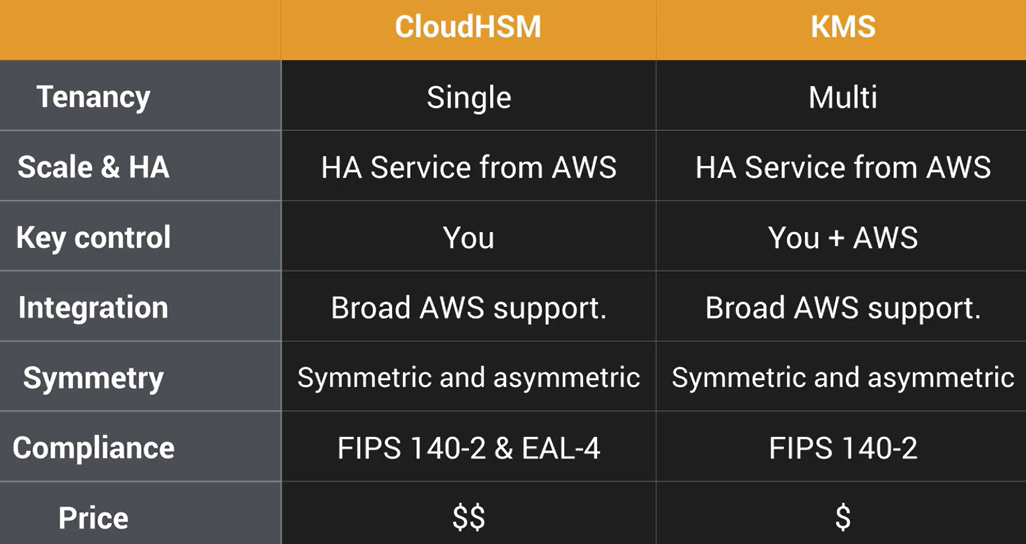 CloudHSM KMS
Tenancy Single Multi
Scale & HA HA Service from AWS HA Service from AWS
Key control You You + AWS
Integration Broad AWS support. Broad AWS support.
Symmetry Symmetric and asymmetric Symmetric and asymmetric
Compliance FIPS 140-2 & EAL-4 FIPS 140-2
Price $$ $